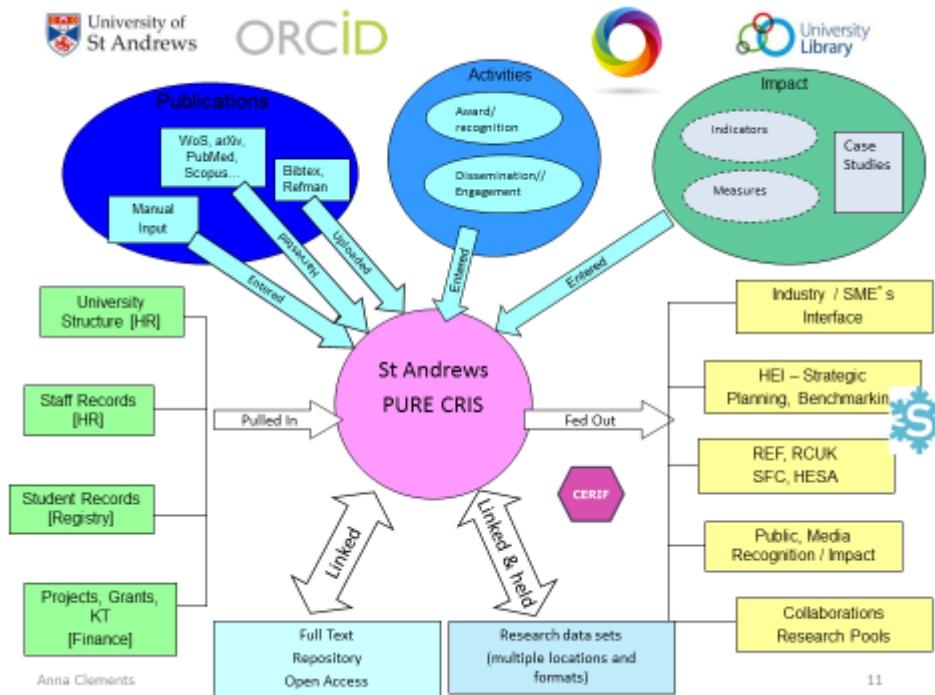 University of
St Andrews
ORCiD
University
Library
Publications
WoS, arXiv,
PubMed,
Scopus...
Bibtex,
Refman
Manual
Input
Activities
Award/
recognition
Dissemination//
Engagement
Impact
Indicators
Measures
Case
Studies
Entered
Harvested
Uploaded
Entered
Entered
University
Structure [HR]
Staff Records
[HR]
Student Records
[Registry]
Projects, Grants,
KT
[Finance]
Pulled In
St Andrews
PURE CRIS
Fed Out
CERIF
Linked
Linked & held
Industry / SME"s
Interface
HEI – Strategic
Planning, Benchmarking
S
REF, RCUK
SFC, HESA
Public, Media
Recognition / Impact
Collaborations
Research Pools
Full Text
Repository
Open Access
Research data sets
(multiple locations and
formats)
Anna Clements
11